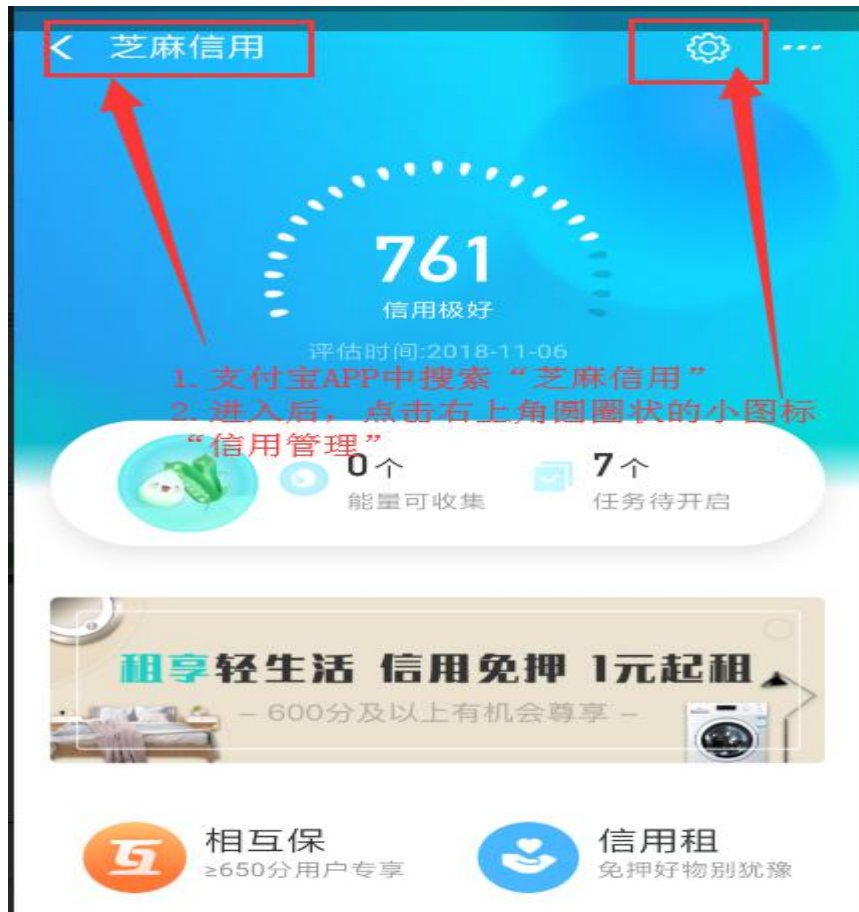 芝麻信用
761
信用极好
评估时间:2018-11-06
1. 支付宝APP中搜索“芝麻信用”
2. 进入后，点击右上角圆圈状的小图标
“信用管理”
0个
能量可收集
7个
任务待开启
租享轻生活 信用免押 1元起租
– 600分及以上有机会尊享 –
相互保
≥650分用户专享
信用租
免押好物别犹豫